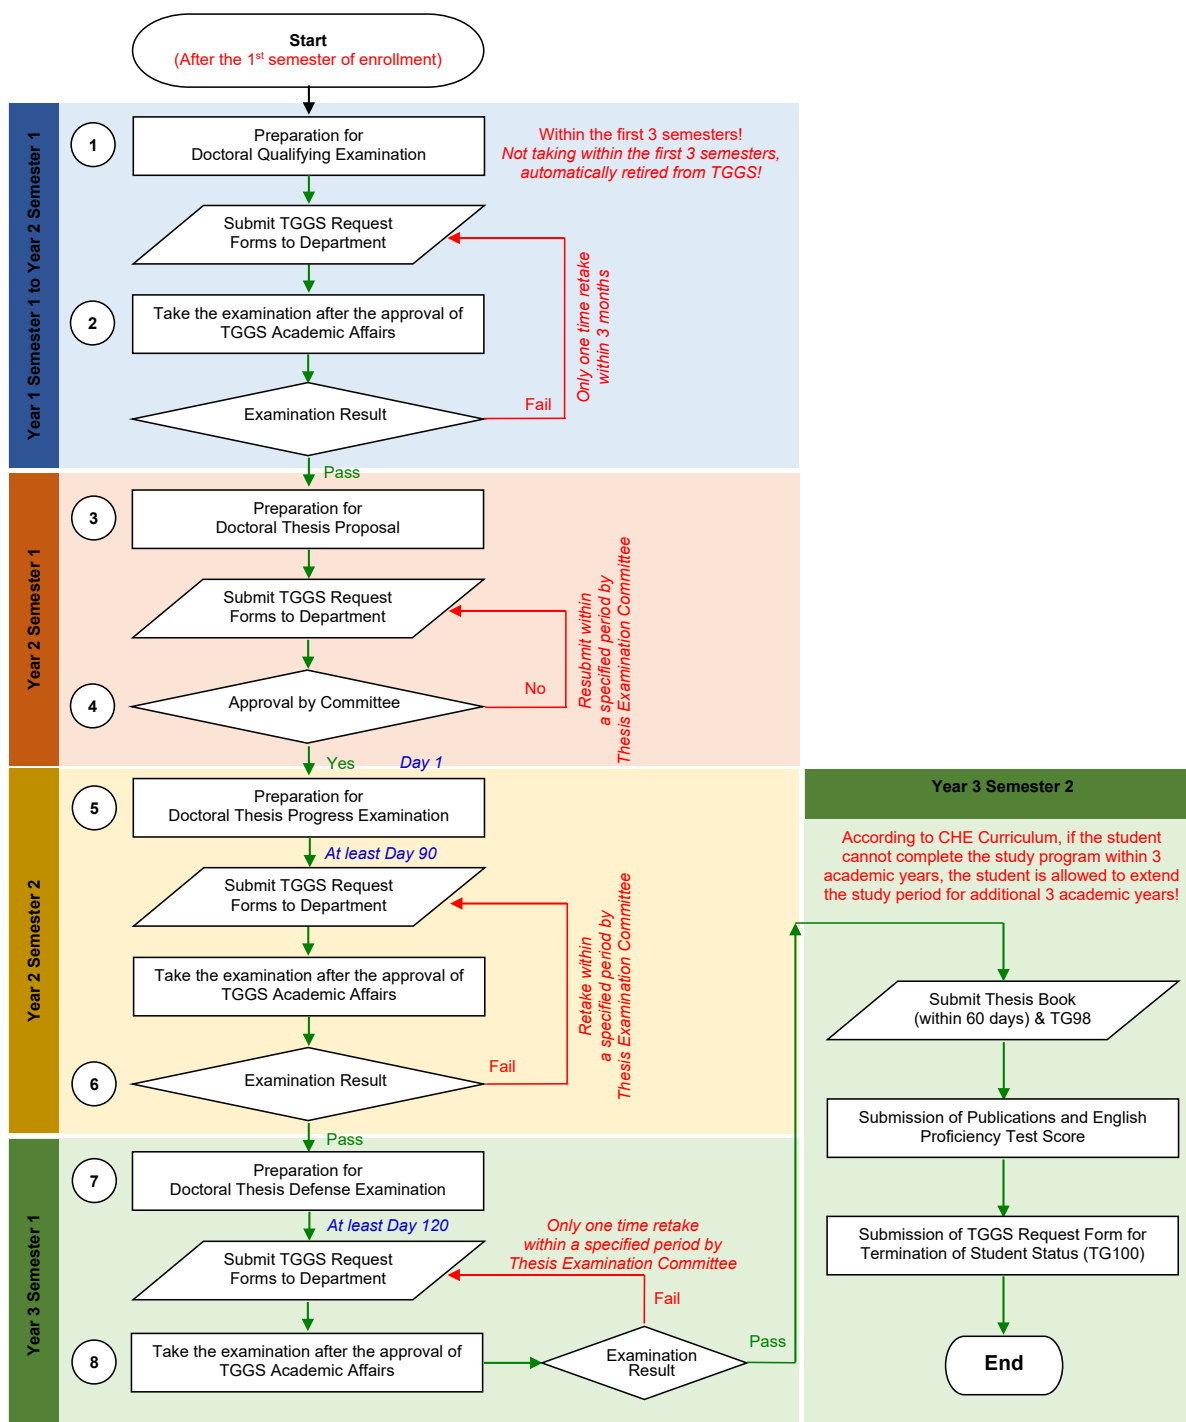 Start
(After the 1st semester of enrollment)
Year 1 Semester 1 to Year 2 Semester 1
1
Preparation for
Doctoral Qualifying Examination
Within the first 3 semesters!
Not taking within the first 3 semesters,
automatically retired from TGGS!
Submit TGGS Request
Forms to Department
Only one time retake
within 3 months
2
Take the examination after the approval of
TGGS Academic Affairs
Examination Result
Fail
Pass
Year 2 Semester 1
3
Preparation for
Doctoral Thesis Proposal
Submit TGGS Request
Forms to Department
Resubmit within
a specified period by
Thesis Examination Committee
4
Approval by Committee
No
Yes
Day 1
Year 2 Semester 2
5
Preparation for
Doctoral Thesis Progress Examination
At least Day 90
Submit TGGS Request
Forms to Department
Retake within
a specified period by
Thesis Examination Committee
Take the examination after the approval of
TGGS Academic Affairs
6
Examination Result
Fail
Pass
Year 3 Semester 1
7
Preparation for
Doctoral Thesis Defense Examination
At least Day 120
Submit TGGS Request
Forms to Department
Only one time retake
within a specified period by
Thesis Examination Committee
Fail
8
Take the examination after the approval of
TGGS Academic Affairs
Examination
Result
Pass
Year 3 Semester 2
According to CHE Curriculum, if the student
cannot complete the study program within 3
academic years, the student is allowed to extend
the study period for additional 3 academic years!
Submit Thesis Book
(within 60 days) & TG98
Submission of Publications and English
Proficiency Test Score
Submission of TGGS Request Form for
Termination of Student Status (TG100)
End